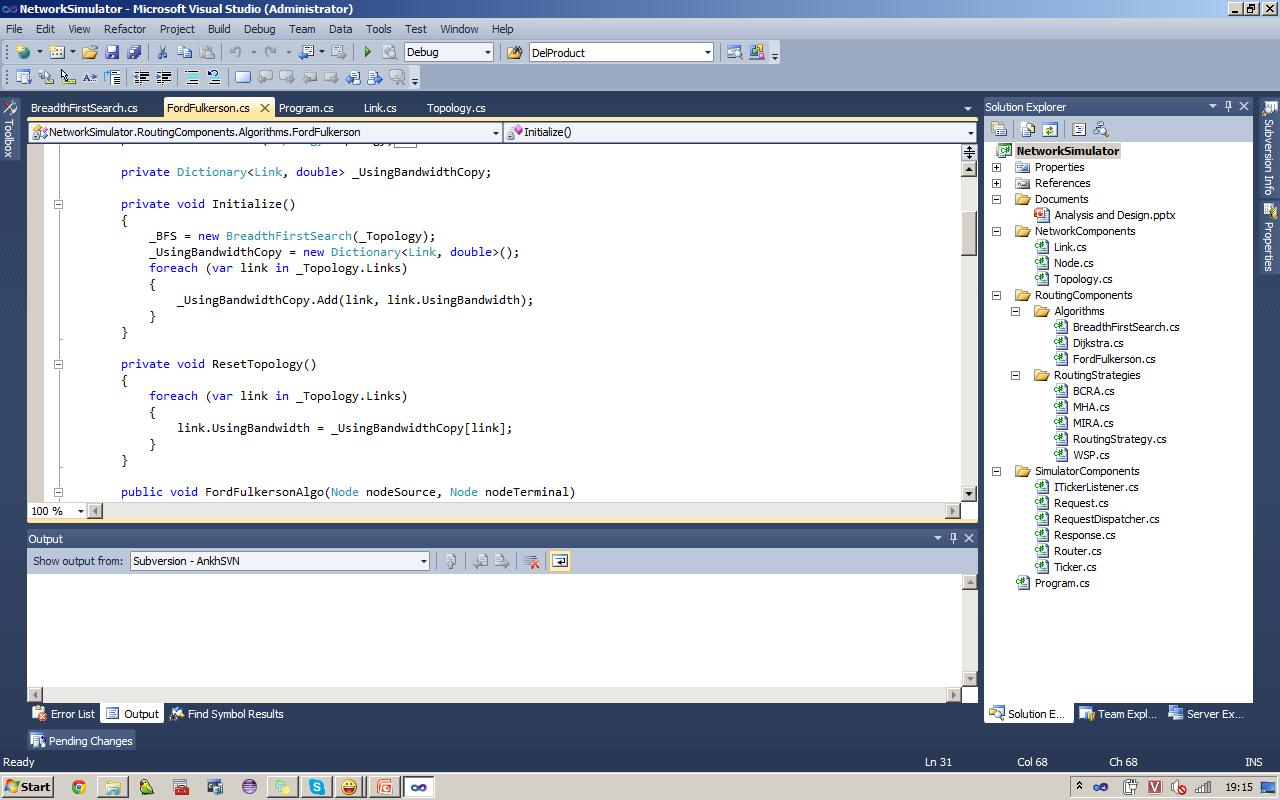 NetworkSimulator - Microsoft Visual Studio (Administrator)
File Edit View Refactor Project Build Debug Team Data Tools Test Window Help
Debug DelProduct
BreadthFirstSearch.cs FordFulkerson.cs Program.cs Link.cs Topology.cs
NetworkSimulator.RoutingComponents.Algorithms.FordFulkerson Initialize()
private Dictionary<Link, double> _UsingBandwidthCopy;
private void Initialize()
{
_BFS = new BreadthFirstSearch(_Topology);
_UsingBandwidthCopy = new Dictionary<Link, double>();
foreach (var link in _Topology.Links)
{
_UsingBandwidthCopy.Add(link, link.UsingBandwidth);
}
}
private void ResetTopology()
{
foreach (var link in _Topology.Links)
{
link.UsingBandwidth = _UsingBandwidthCopy[link];
}
}
public void FordFulkersonAlgo(Node nodeSource, Node nodeTerminal)
100 %
Output
Show output from: Subversion - AnkhSVN
Error List Output Find Symbol Results
Pending Changes
Toolbox
Solution Explorer
NetworkSimulator
Properties
References
Documents
Analysis and Design.pptx
NetworkComponents
Link.cs
Node.cs
Topology.cs
RoutingComponents
Algorithms
BreadthFirstSearch.cs
Dijkstra.cs
FordFulkerson.cs
RoutingStrategies
BCRA.cs
MHA.cs
MIRA.cs
RoutingStrategy.cs
WSP.cs
SimulatorComponents
ITickerListener.cs
Request.cs
RequestDispatcher.cs
Response.cs
Router.cs
Ticker.cs
Program.cs
Solution E... Team Expl... Server Ex...
Subversion Info
Properties
Ready Ln 31 Col 68 Ch 68 INS
Start 19:15